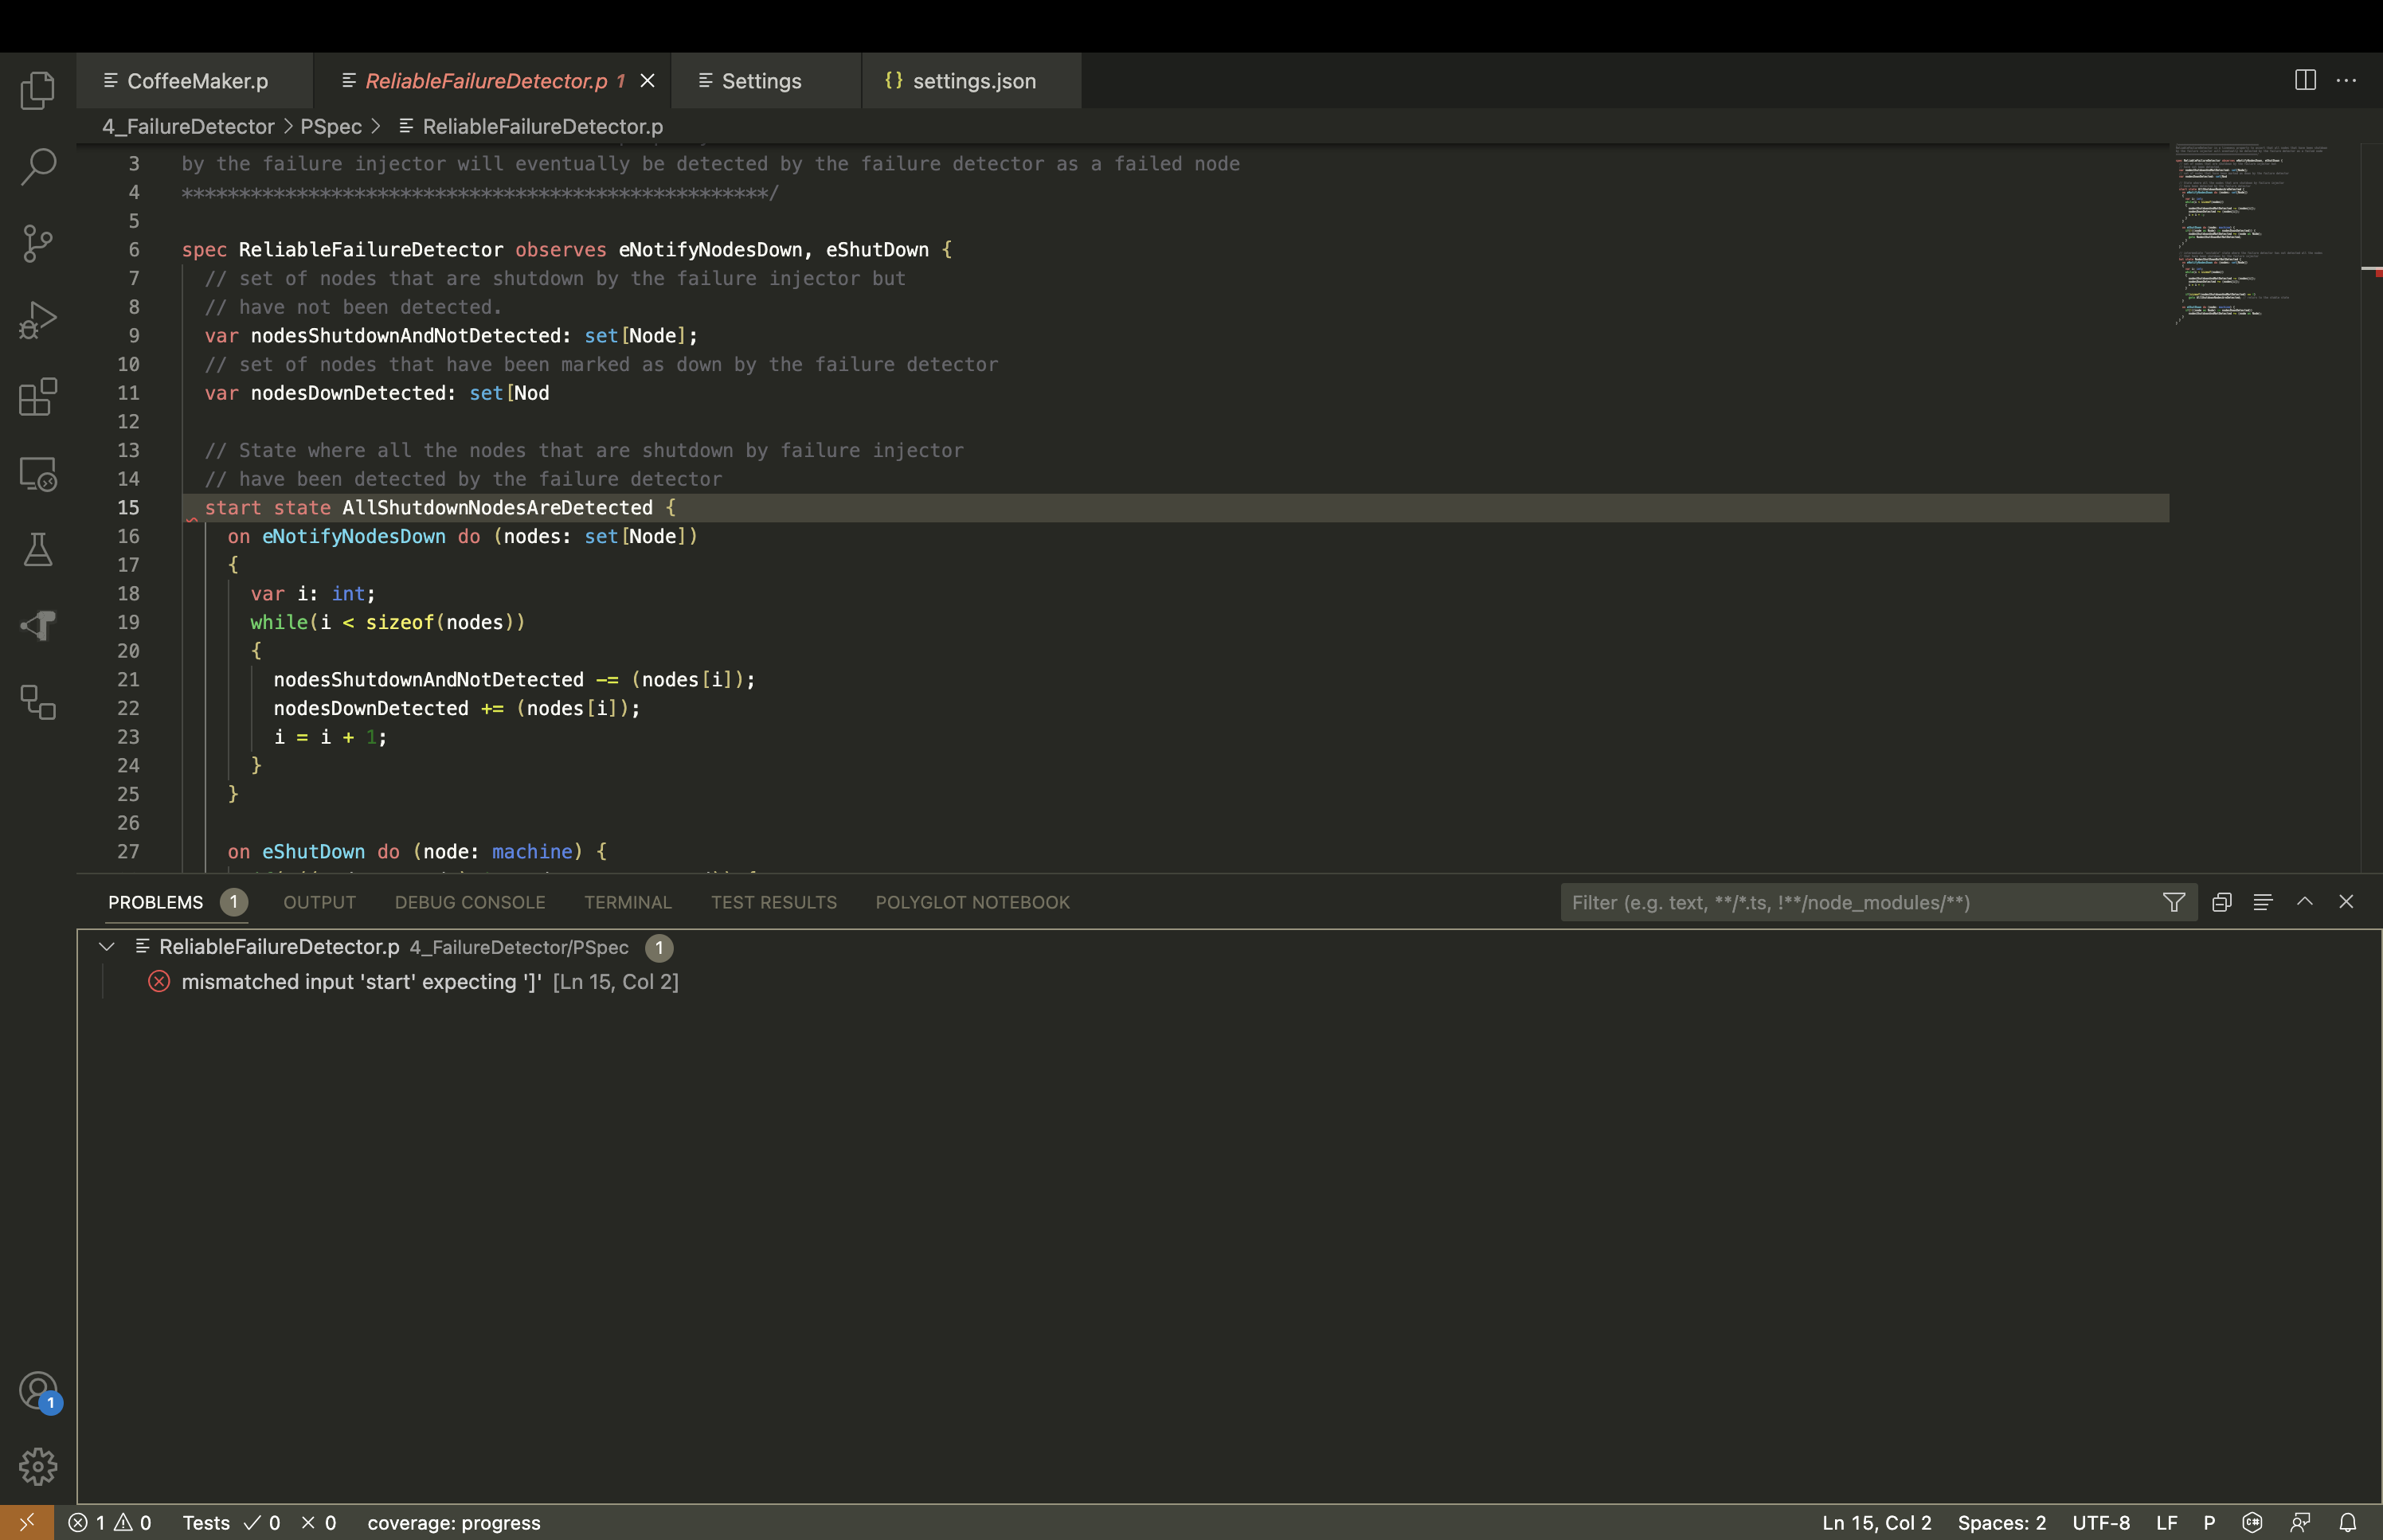 CoffeeMaker.p
ReliableFailureDetector.p 1
Settings
{} settings.json
4_FailureDetector > PSpec > ReliableFailureDetector.p
3 by the failure injector will eventually be detected by the failure detector as a failed node
4 ***************************************************/
5
6 spec ReliableFailureDetector observes eNotifyNodesDown, eShutDown {
7 // set of nodes that are shutdown by the failure injector but
8 // have not been detected.
9 var nodesShutdownAndNotDetected: set[Node];
10 // set of nodes that have been marked as down by the failure detector
11 var nodesDownDetected: set[Nod
12
13 // State where all the nodes that are shutdown by failure injector
14 // have been detected by the failure detector
15 start state AllShutdownNodesAreDetected {
16 on eNotifyNodesDown do (nodes: set[Node])
17 {
18 var i: int;
19 while(i < sizeof(nodes))
20 {
21 nodesShutdownAndNotDetected -= (nodes[i]);
22 nodesDownDetected += (nodes[i]);
23 i = i + 1;
24 }
25 }
26
27 on eShutDown do (node: machine) {
PROBLEMS 1
OUTPUT
DEBUG CONSOLE
TERMINAL
TEST RESULTS
POLYGLOT NOTEBOOK
Filter (e.g. text, **/*.ts, !**/node_modules/**)
ReliableFailureDetector.p 4_FailureDetector/PSpec 1
mismatched input 'start' expecting ']' [Ln 15, Col 2]
1
1 0 Tests 0 0 coverage: progress
Ln 15, Col 2 Spaces: 2 UTF-8 LF P C#